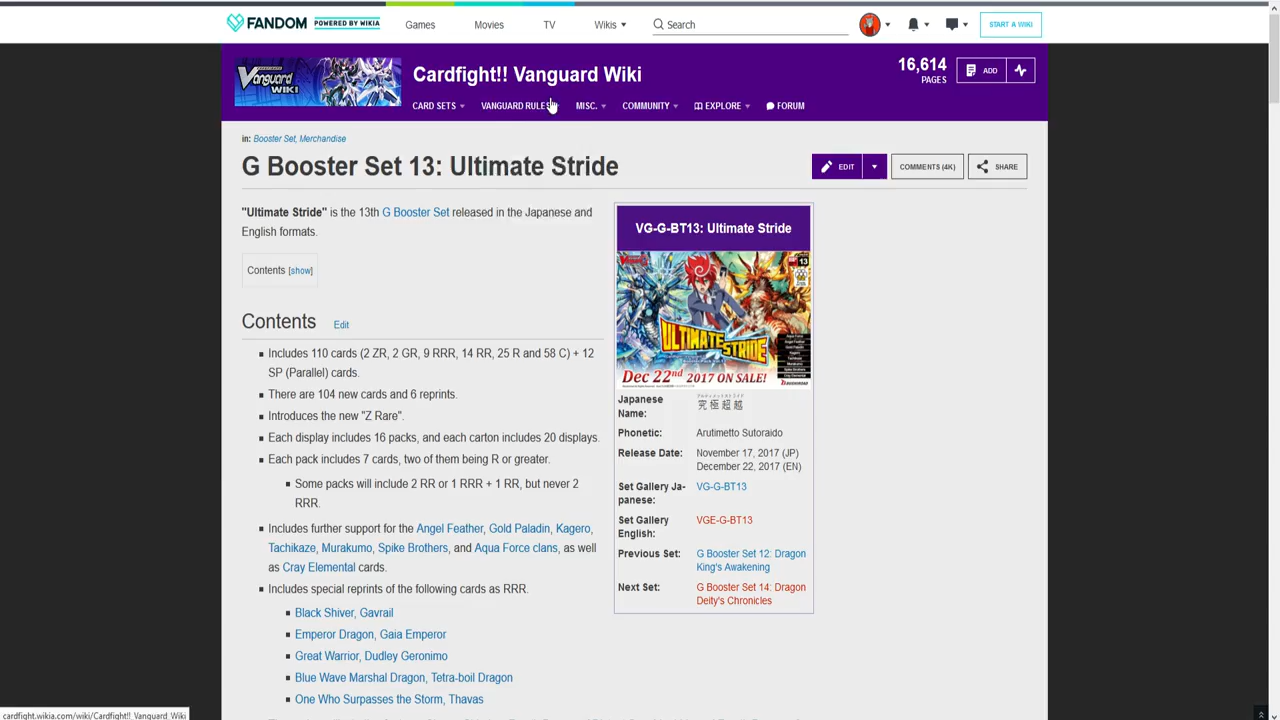 FANDOM POWERED BY WIKIA
Games
Movies
TV
Wikis
Search
START A WIKI
Vanguard WIKI
Cardfight!! Vanguard Wiki
16,614 PAGES
ADD
CARD SETS
VANGUARD RULES
MISC.
COMMUNITY
EXPLORE
FORUM
in: Booster Set, Merchandise
G Booster Set 13: Ultimate Stride
EDIT
COMMENTS (4K)
SHARE
"Ultimate Stride" is the 13th G Booster Set released in the Japanese and
English formats.
Contents [show]
Contents Edit
Includes 110 cards (2 ZR, 2 GR, 9 RRR, 14 RR, 25 R and 58 C) + 12
SP (Parallel) cards.
There are 104 new cards and 6 reprints.
Introduces the new "Z Rare".
Each display includes 16 packs, and each carton includes 20 displays.
Each pack includes 7 cards, two of them being R or greater.
Some packs will include 2 RR or 1 RRR + 1 RR, but never 2
RRR.
Includes further support for the Angel Feather, Gold Paladin, Kagero,
Tachikaze, Murakumo, Spike Brothers, and Aqua Force clans, as well
as Cray Elemental cards.
Includes special reprints of the following cards as RRR.
Black Shiver, Gavrail
Emperor Dragon, Gaia Emperor
Great Warrior, Dudley Geronimo
Blue Wave Marshal Dragon, Tetra-boil Dragon
One Who Surpasses the Storm, Thavas
VG-G-BT13: Ultimate Stride
ULTIMATE STRIDE
Dec 22nd 2017 ON SALE!
Japanese
Name:
究極超越
Phonetic: Arutimetto Sutoraido
Release Date: November 17, 2017 (JP)
December 22, 2017 (EN)
Set Gallery Ja-
panese:
VG-G-BT13
Set Gallery
English:
VGE-G-BT13
Previous Set: G Booster Set 12: Dragon
King's Awakening
Next Set: G Booster Set 14: Dragon
Deity's Chronicles
cardfight.wikia.com/wiki/Cardfight!!_Vanguard_Wiki